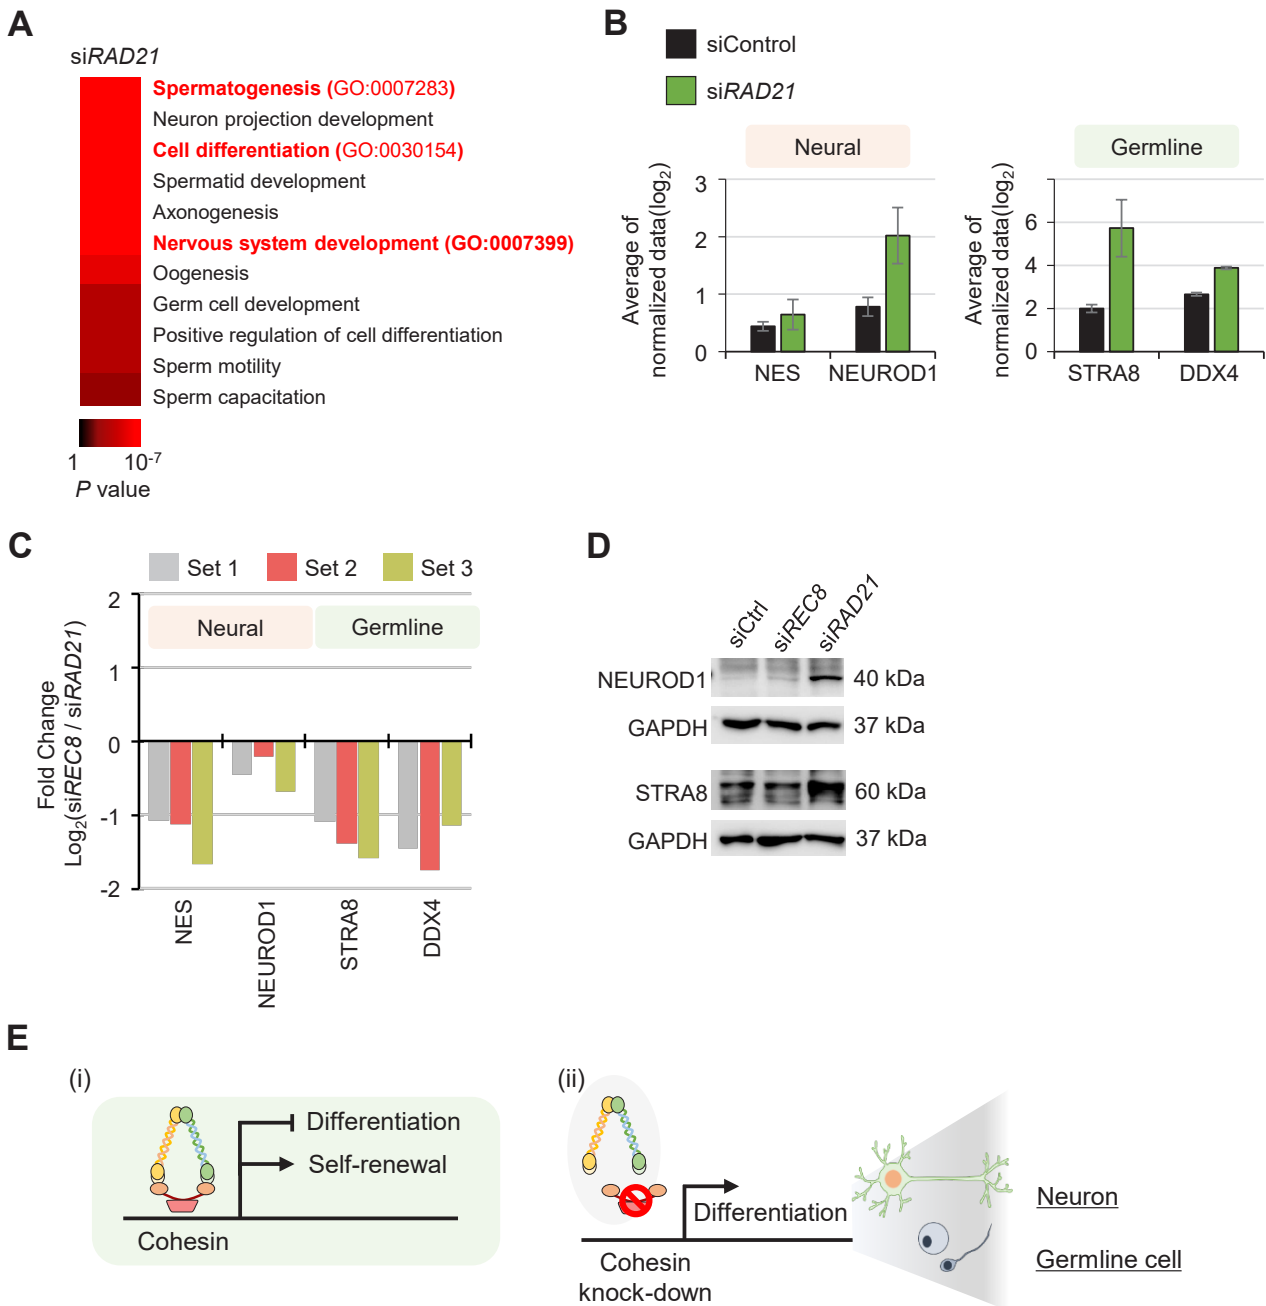 A
siRAD21
Spermatogenesis (GO:0007283)
Neuron projection development
Cell differentiation (GO:0030154)
Spermatid development
Axonogenesis
Nervous system development (GO:0007399)
Oogenesis
Germ cell development
Positive regulation of cell differentiation
Sperm motility
Sperm capacitation
1 10-7
P value
B
siControl
siRAD21
Neural
Average of
normalized data(log2)
3
2
1
0
NES NEUROD1
Germline
Average of
normalized data(log2)
6
4
2
0
STRA8 DDX4
C
Set 1 Set 2 Set 3
Neural Germline
Fold Change
Log2(siREC8 / siRAD21)
2
1
0
-1
-2
NES
NEUROD1
STRA8
DDX4
D
siCtrl
siREC8
siRAD21
NEUROD1 40 kDa
GAPDH 37 kDa
STRA8 60 kDa
GAPDH 37 kDa
E
(i)
Differentiation
Self-renewal
Cohesin
(ii)
Differentiation
Cohesin
knock-down
Neuron
Germline cell